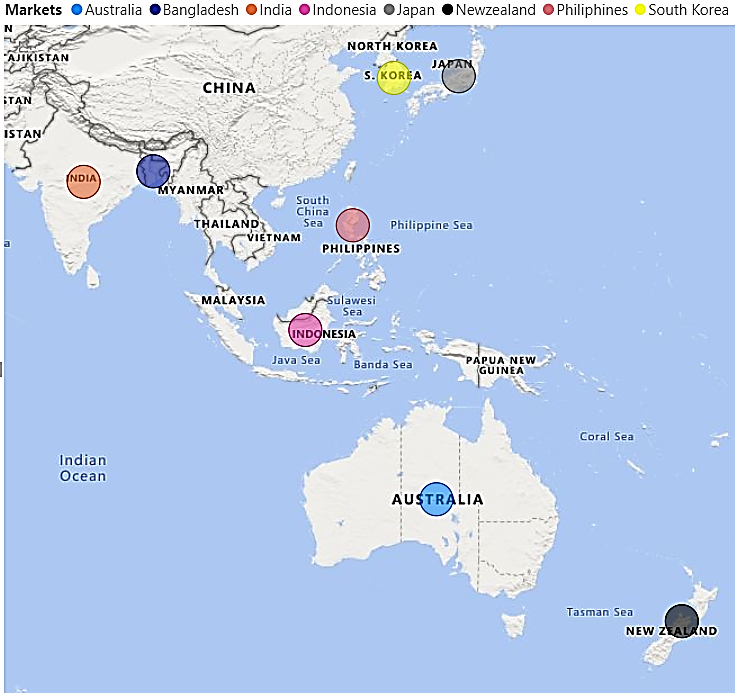 Markets Australia Bangladesh India Indonesia Japan Newzealand Philiphines South Korea
N
AJIKISTAN
NORTH KOREA
JAPAN
S. KOREA
CHINA
STAN
ISTAN
INDIA
MYANMAR
South
China
Sea
THAILAND
VIETNAM
Philippine Sea
PHILIPPINES
a
MALAYSIA
Sulawesi
Sea
INDONESIA
Java Sea
Banda Sea
PAPUA NEW
GUINEA
Coral Sea
Indian
Ocean
AUSTRALIA
Tasman Sea
NEW ZEALAND